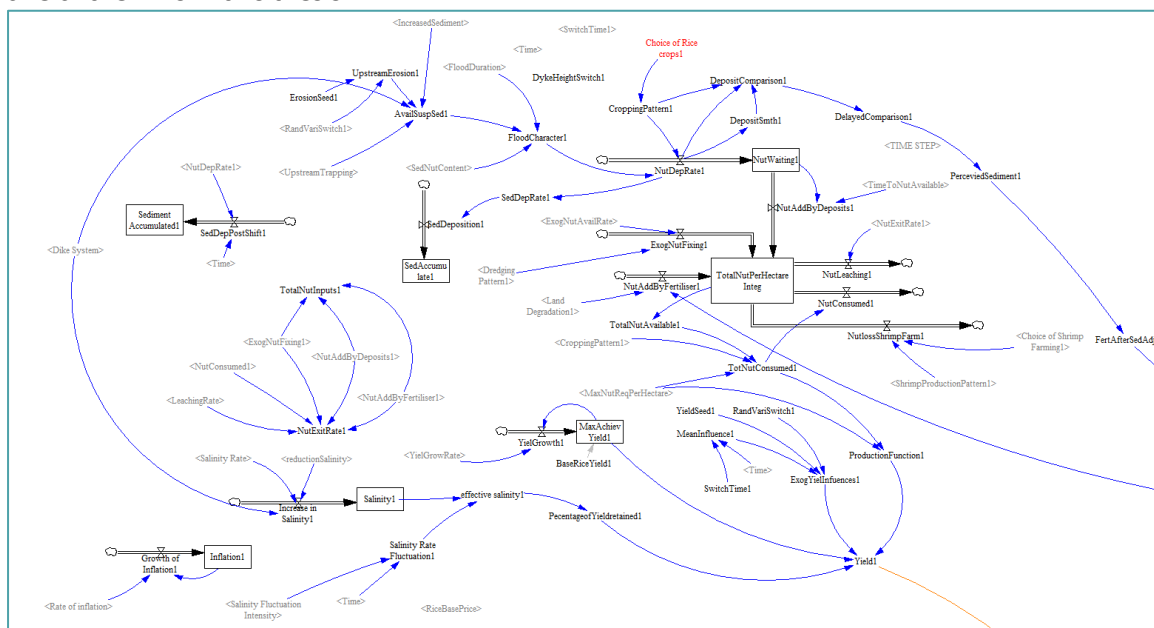 <IncreasedSediment>
<SwitchTime1>
<Time>
Choice of Rice
crops1
<FloodDuration>
UpstreamErosion1
DykeHeightSwitch1
DepositComparison1
ErosionSeed1
CroppingPattern1
AvailSuspSed1
DelayedComparison1
DepositSmth1
<RandVariSwitch1>
FloodCharacter1
<TIME STEP>
<NutDepRate1>
<UpstreamTrapping>
<SedNutContent>
NutWaiting1
NutDepRate1
PerceviedSediment1
<TimeToNutAvailable>
SedDepRate1
NutAddByDeposits1
Sediment
Accumulated1
SedDepPostShift1
SedDeposition1
<ExogNutAvailRate>
<NutExitRate1>
<Dike System>
<Time>
ExogNutFixing1
SedAccumu
late1
<Dredging
Pattern1>
TotalNutPerHectare
Integ
NutLeaching1
TotalNutInputs1
NutAddByFertiliser1
<Land
Degradation1>
NutConsumed1
TotalNutAvailable1
NutlossShrimpFarm1
<Choice of Shrimp
Farming1>
FertAfterSedAdj
<ExogNutFixing1>
<CroppingPattern1>
<NutAddByDeposits1>
<NutConsumed1>
TotNutConsumed1
<ShrimpProductionPattern1>
<NutAddByFertiliser1>
<MaxNutReqPerHectare>
<LeachingRate>
NutExitRate1
YieldSeed1
RandVariSwitch1
MaxAchiev
Yield1
MeanInfluence1
YielGrowth1
<Salinity Rate>
<reductionSalinity>
<YielGrowRate>
BaseRiceYield1
ProductionFunction1
<Time>
ExogYielInfuences1
SwitchTime1
Salinity1
effective salinity1
Increase in
Salinity1
PecentageofYieldretained1
Growth of
Inflation1
Inflation1
Salinity Rate
Fluctuation1
Yield1
<Rate of inflation>
<Salinity Fluctuation
Intensity>
<Time>
<RiceBasePrice>